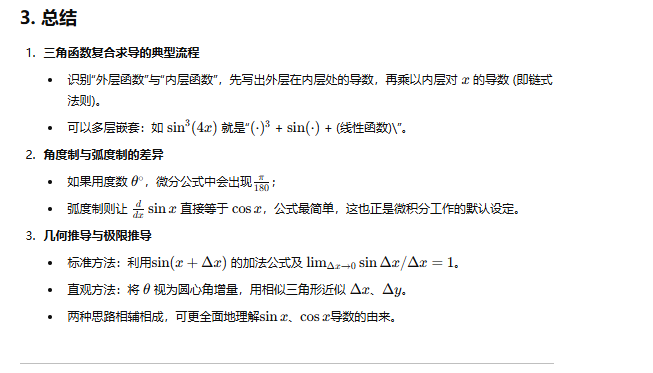 3. 总结
1. 三角函数复合求导的典型流程
• 识别“外层函数”与“内层函数”，先写出外层在内层处的导数，再乘以内层对 x 的导数 (即链式
法则)。
• 可以多层嵌套：如 sin³(4x) 就是“(·)³ + sin(·) + (线性函数)\”。
2. 角度制与弧度制的差异
• 如果用度数 θ°，微分公式中会出现 π/180；
• 弧度制则让 d/dx sin x 直接等于 cos x，公式最简单，这也正是微积分工作的默认设定。
3. 几何推导与极限推导
• 标准方法：利用sin(x + Δx) 的加法公式及 lim_{Δx→0} sin Δx/Δx = 1。
• 直观方法：将 θ 视为圆心角增量，用相似三角形近似 Δx、Δy。
• 两种思路相辅相成，可更全面地理解sin x、cos x导数的由来。